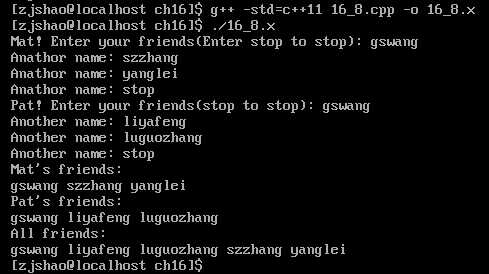 [zjshao@localhost ch16]$ g++ -std=c++11 16_8.cpp -o 16_8.x
[zjshao@localhost ch16]$ ./16_8.x
Mat! Enter your friends(Enter stop to stop): gswang
Anathor name: szzhang
Anathor name: yanglei
Anathor name: stop
Pat! Enter your friends(stop to stop): gswang
Another name: liyafeng
Another name: luguozhang
Another name: stop
Mat's friends:
gswang szzhang yanglei
Pat's friends:
gswang liyafeng luguozhang
All friends:
gswang liyafeng luguozhang szzhang yanglei
[zjshao@localhost ch16]$